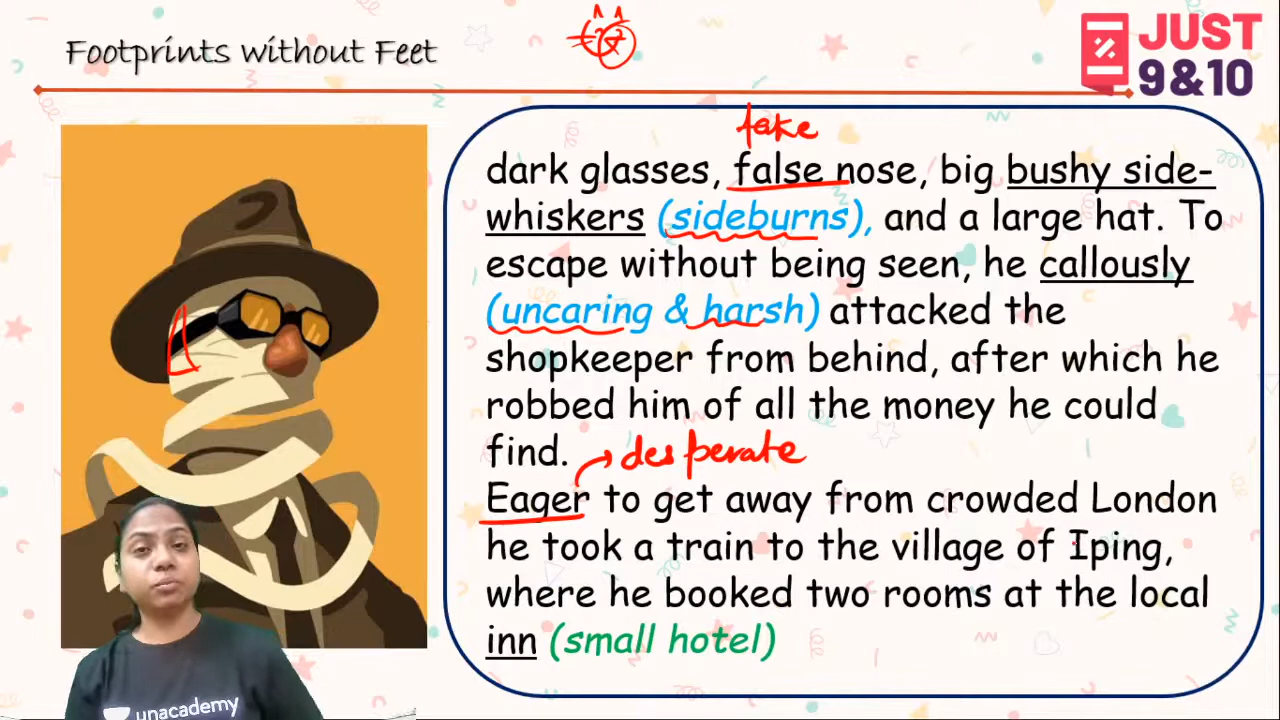 Footprints without Feet
JUST
9&10
fake
dark glasses, false nose, big bushy side-
whiskers (sideburns), and a large hat. To
escape without being seen, he callously
(uncaring & harsh) attacked the
shopkeeper from behind, after which he
robbed him of all the money he could
find.
desperate
Eager to get away from crowded London
he took a train to the village of Iping,
where he booked two rooms at the local
inn (small hotel)
unacademy